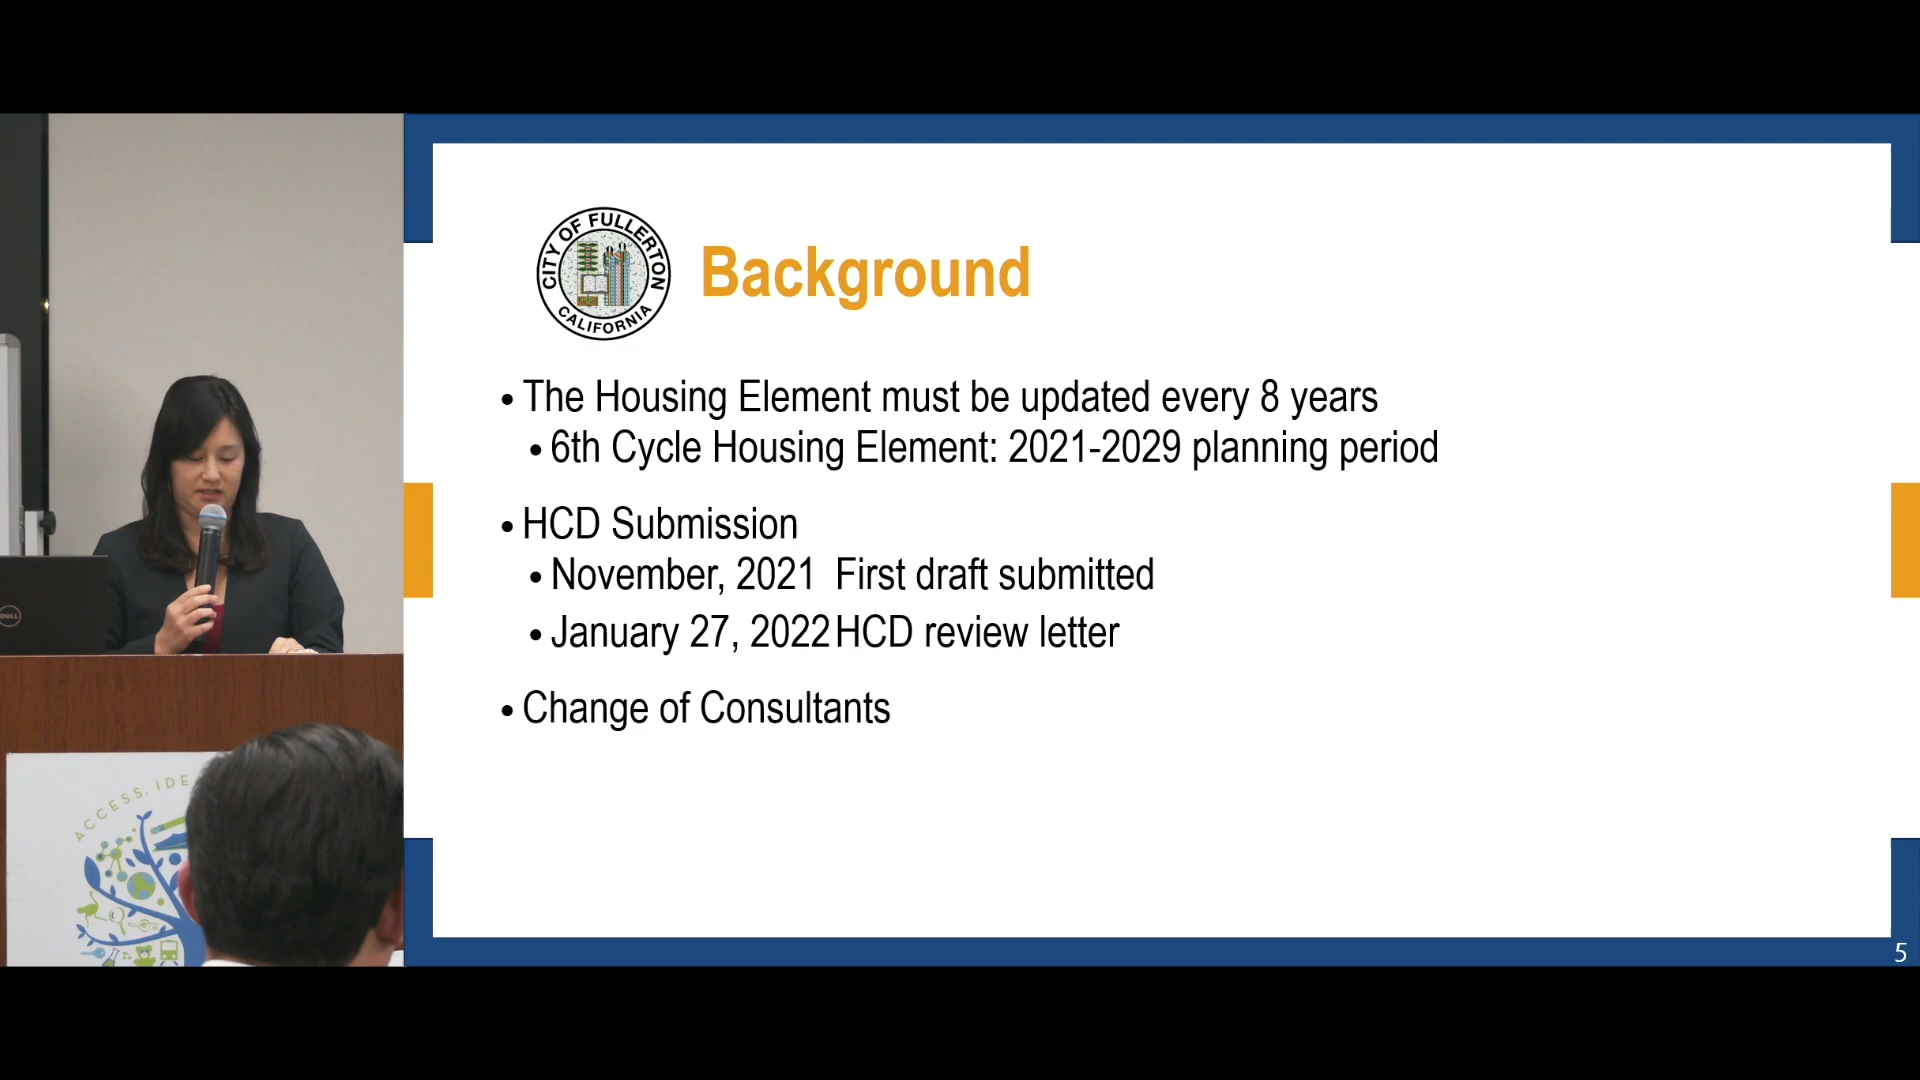 CITY OF FULLERTON
CALIFORNIA
Background
• The Housing Element must be updated every 8 years
• 6th Cycle Housing Element: 2021-2029 planning period
• HCD Submission
• November, 2021 First draft submitted
• January 27, 2022 HCD review letter
• Change of Consultants
5
DELL
ACCESS. IDE